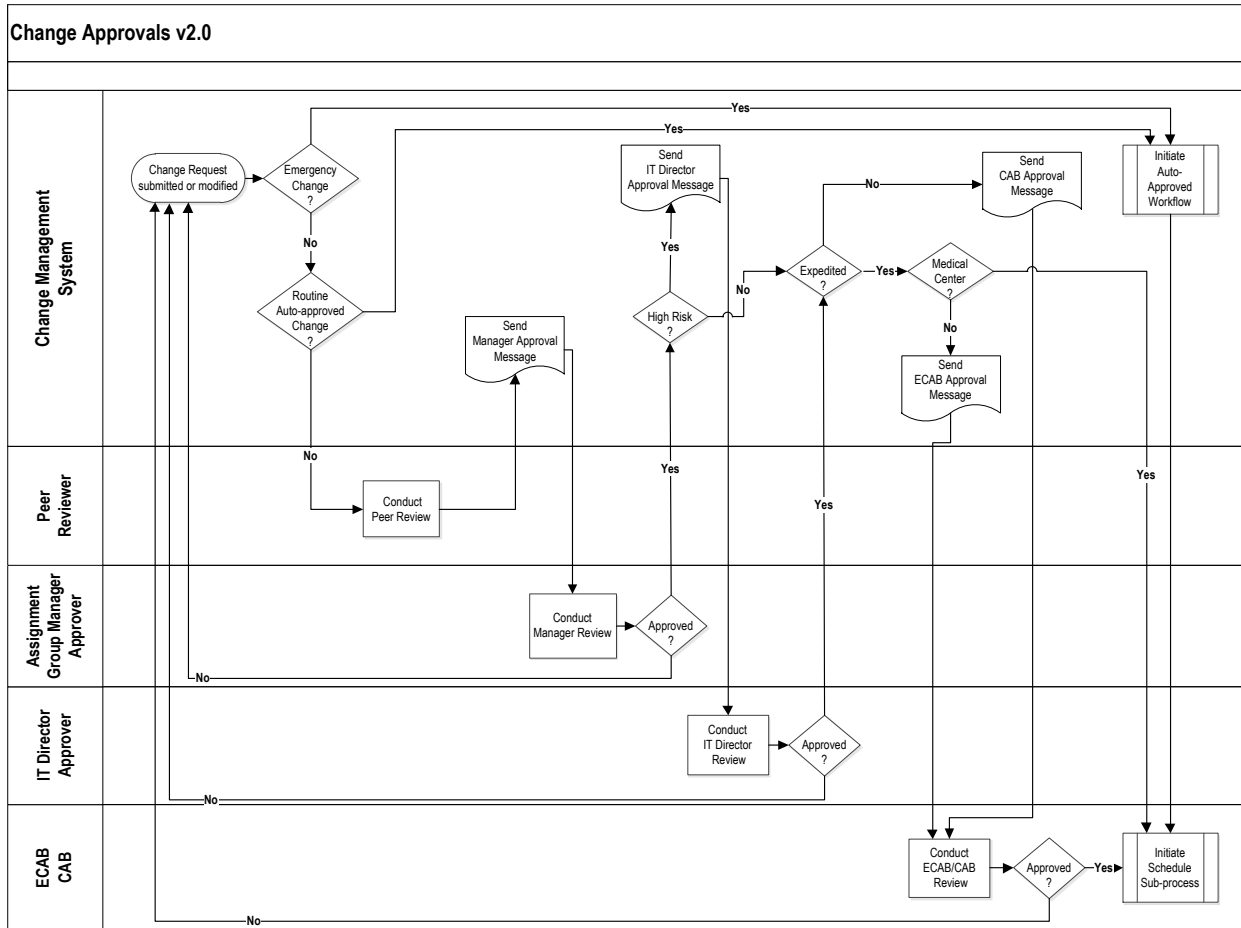 Change Approvals v2.0
Change Management
System
Change Request
submitted or modified
Emergency
Change
?
Yes
Yes
No
Routine
Auto-approved
Change
?
No
Send
Manager Approval
Message
Send
IT Director
Approval Message
Yes
High Risk
?
No
Expedited
?
No
Yes
Send
CAB Approval
Message
Medical
Center
?
No
Send
ECAB Approval
Message
Initiate
Auto-
Approved
Workflow
Peer
Reviewer
Conduct
Peer Review
Yes
Yes
Yes
Assignment
Group Manager
Approver
Conduct
Manager Review
Approved
?
No
IT Director
Approver
Conduct
IT Director
Review
Approved
?
No
ECAB
CAB
Conduct
ECAB/CAB
Review
Approved
?
Yes
Initiate
Schedule
Sub-process
No